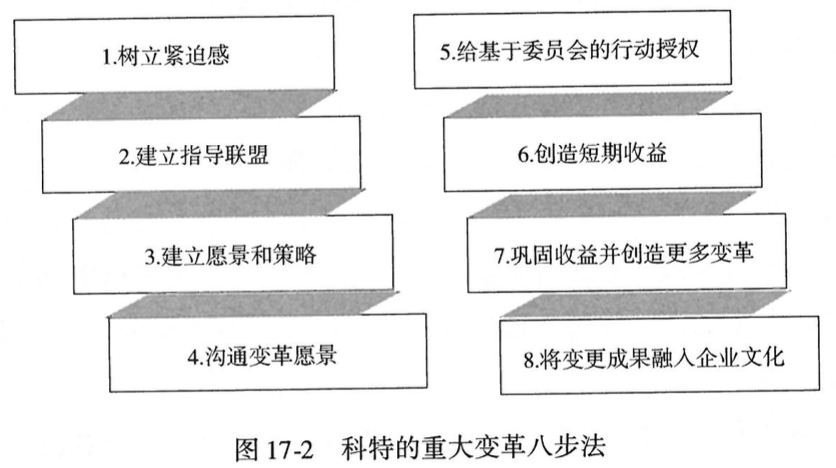 1.树立紧迫感
2.建立指导联盟
3.建立愿景和策略
4.沟通变革愿景
5.给基于委员会的行动授权
6.创造短期收益
7.巩固收益并创造更多变革
8.将变更成果融入企业文化
图 17-2 科特的重大变革八步法